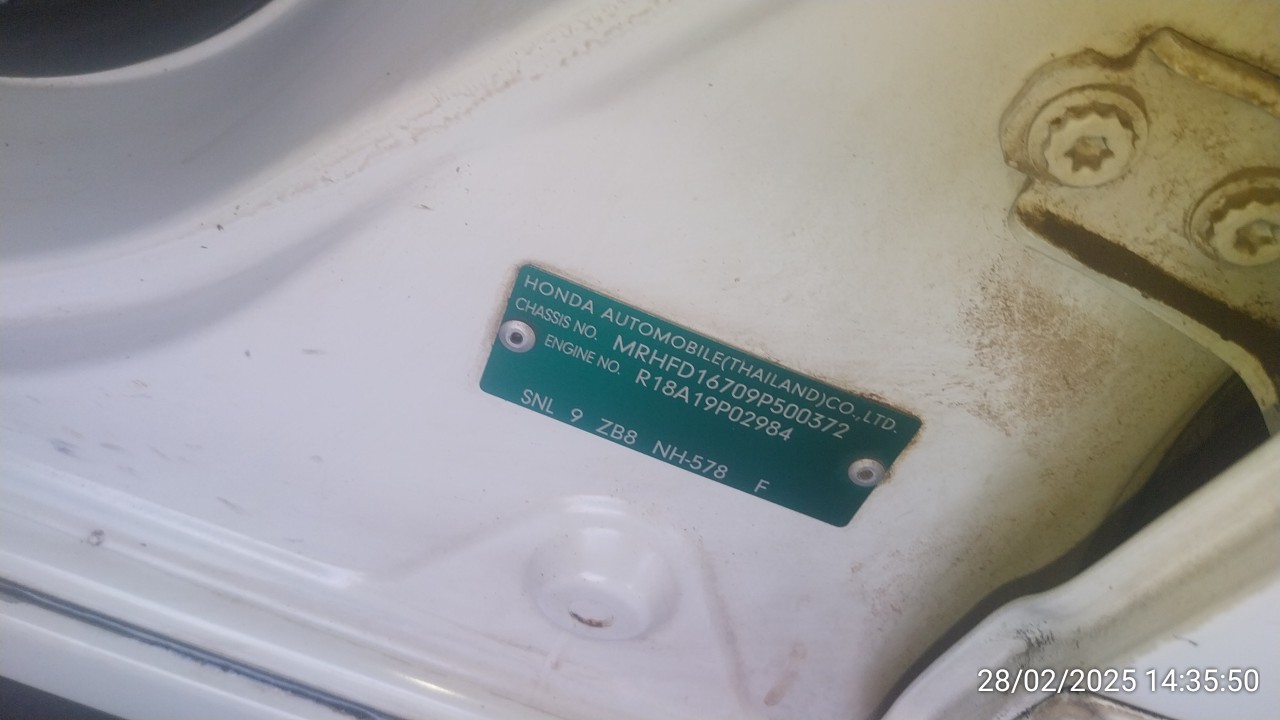 HONDA AUTOMOBILE(THAILAND)CO.,LTD.
CHASSIS NO. MRHFD16709P500372
ENGINE NO. R18A19P02984
SNL 9 ZB8 NH-578 F
28/02/2025 14:35:50